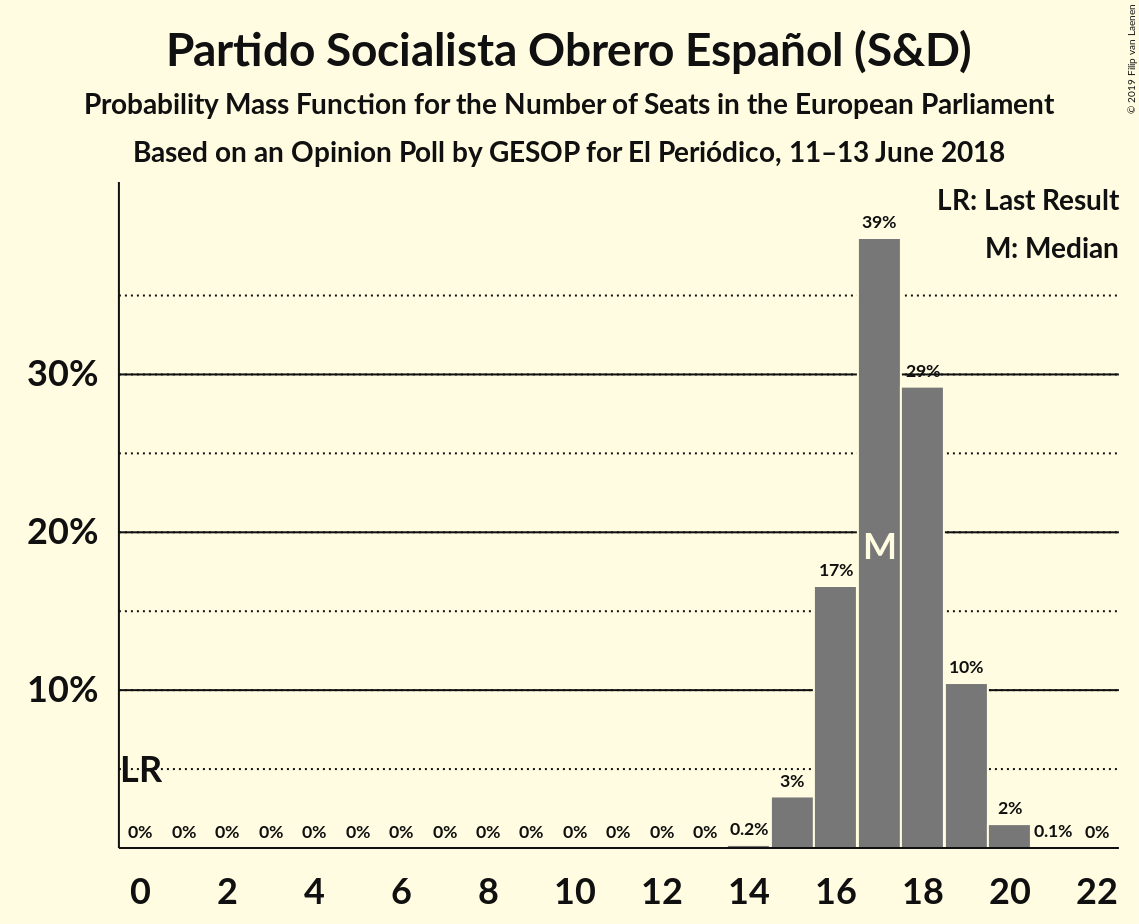 Partido Socialista Obrero Español (S&D)
Probability Mass Function for the Number of Seats in the European Parliament
Based on an Opinion Poll by GESOP for El Periódico, 11–13 June 2018
© 2019 Filip van Laenen
LR: Last Result
M: Median
39%
30%
29%
20%
M
17%
10%
10%
LR
3%
2%
0% 0% 0% 0% 0% 0% 0% 0% 0% 0% 0% 0% 0% 0% 0.2% 0.1% 0%
0 2 4 6 8 10 12 14 16 18 20 22